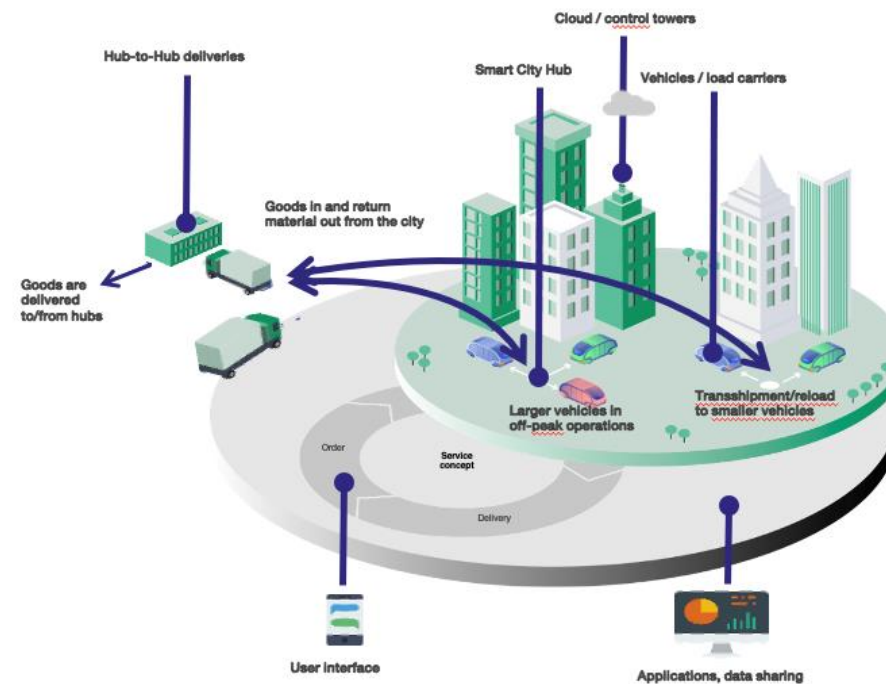 Cloud / control towers
Hub-to-Hub deliveries
Smart City Hub
Vehicles / load carriers
Goods in and return
material out from the city
Goods are
delivered
to/from hubs
Larger vehicles in
off-peak operations
Transshipment/reload
to smaller vehicles
Order
Service
concept
Delivery
User interface
Applications, data sharing